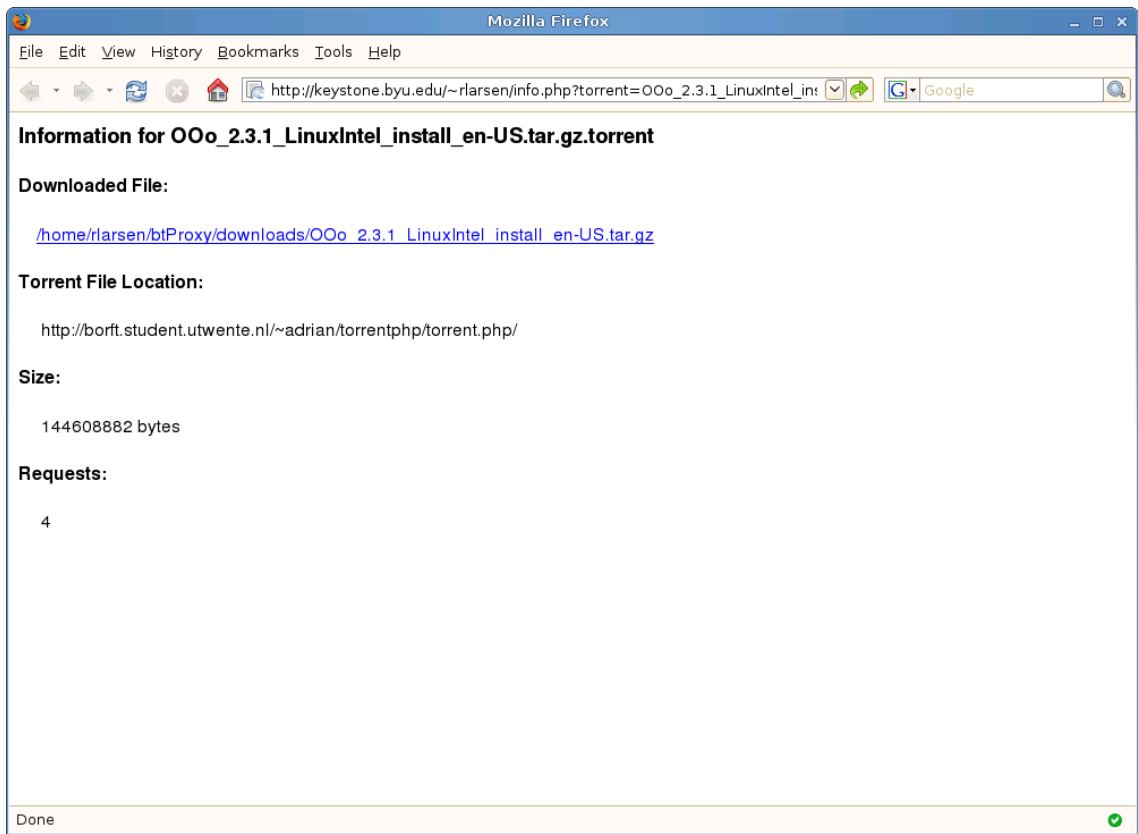 Mozilla Firefox
File Edit View History Bookmarks Tools Help
http://keystone.byu.edu/~rlarsen/info.php?torrent=OOo_2.3.1_LinuxIntel_ins
G Google
Information for OOo_2.3.1_LinuxIntel_install_en-US.tar.gz.torrent
Downloaded File:
/home/rlarsen/btProxy/downloads/OOo_2.3.1_LinuxIntel_install_en-US.tar.gz
Torrent File Location:
http://borft.student.utwente.nl/~adrian/torrentphp/torrent.php/
Size:
144608882 bytes
Requests:
4
Done